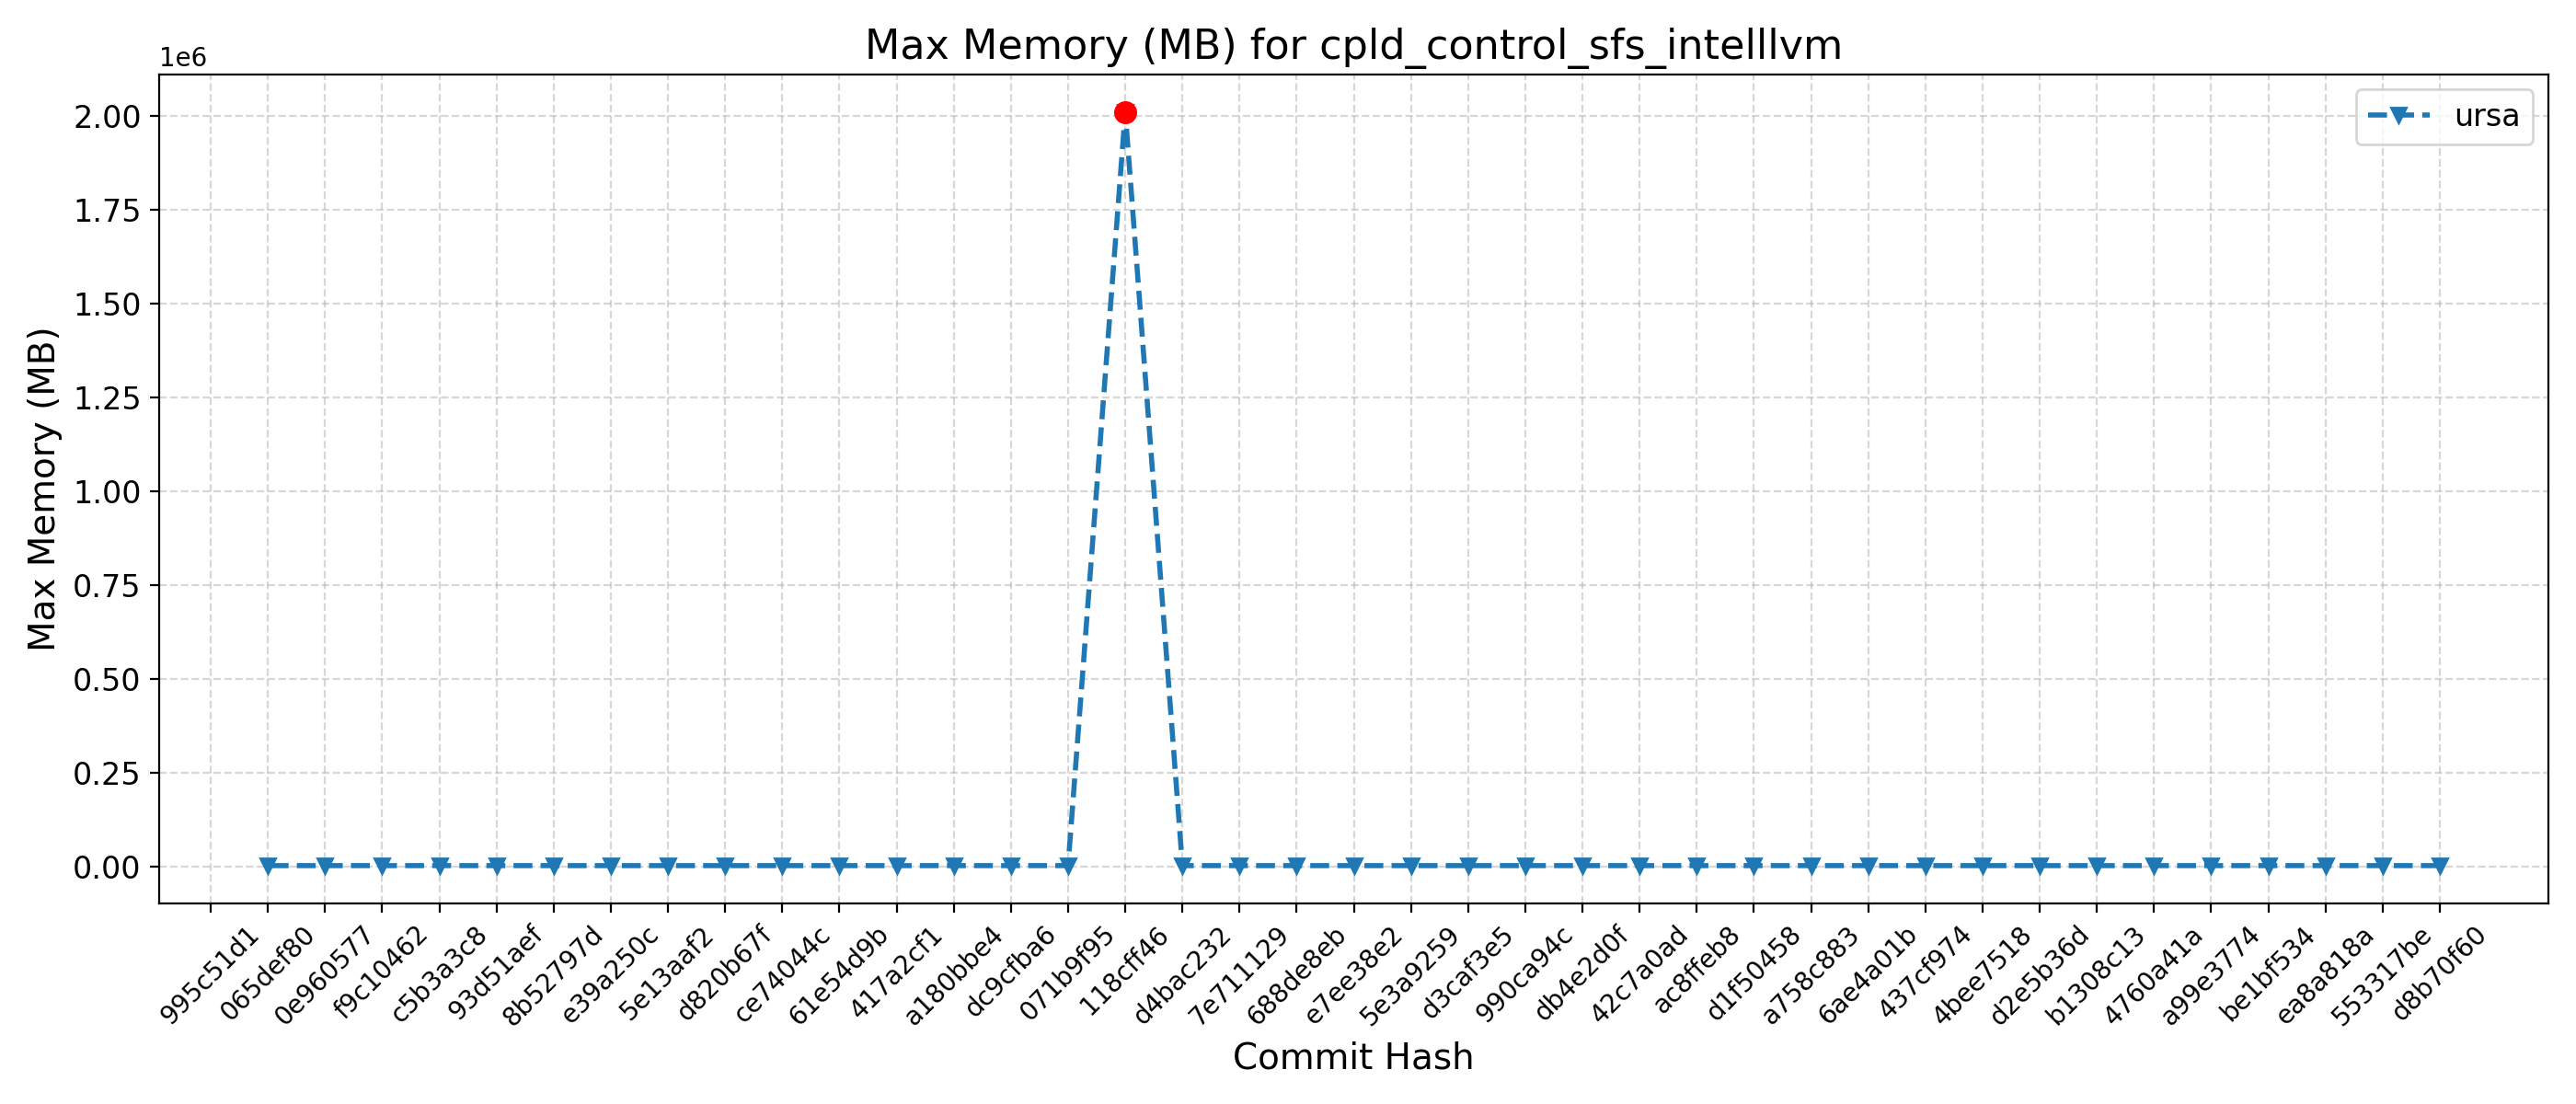 Max Memory (MB) for cpld_control_sfs_intelllvm
1e6
2.00
1.75
1.50
1.25
1.00
0.75
0.50
0.25
0.00
Max Memory (MB)
ursa
995c51d1
065def80
0e960577
f9c10462
c5b3a3c8
93d51aef
8b52797d
e39a250c
5e13aaf2
d820b67f
ce74044c
61e54d9b
417a2cf1
a180bbe4
dc9cfba6
071b9f95
118cff46
d4bac232
7e711129
688de8eb
e7ee38e2
5e3a9259
d3caf3e5
990ca94c
db4e2d0f
42c7a0ad
ac8ffeb8
d1f50458
a758c883
6ae4a01b
437cf974
4bee7518
d2e5b36d
b1308c13
4760a41a
a99e3774
be1bf534
ea8a818a
553317be
d8b70f60
Commit Hash